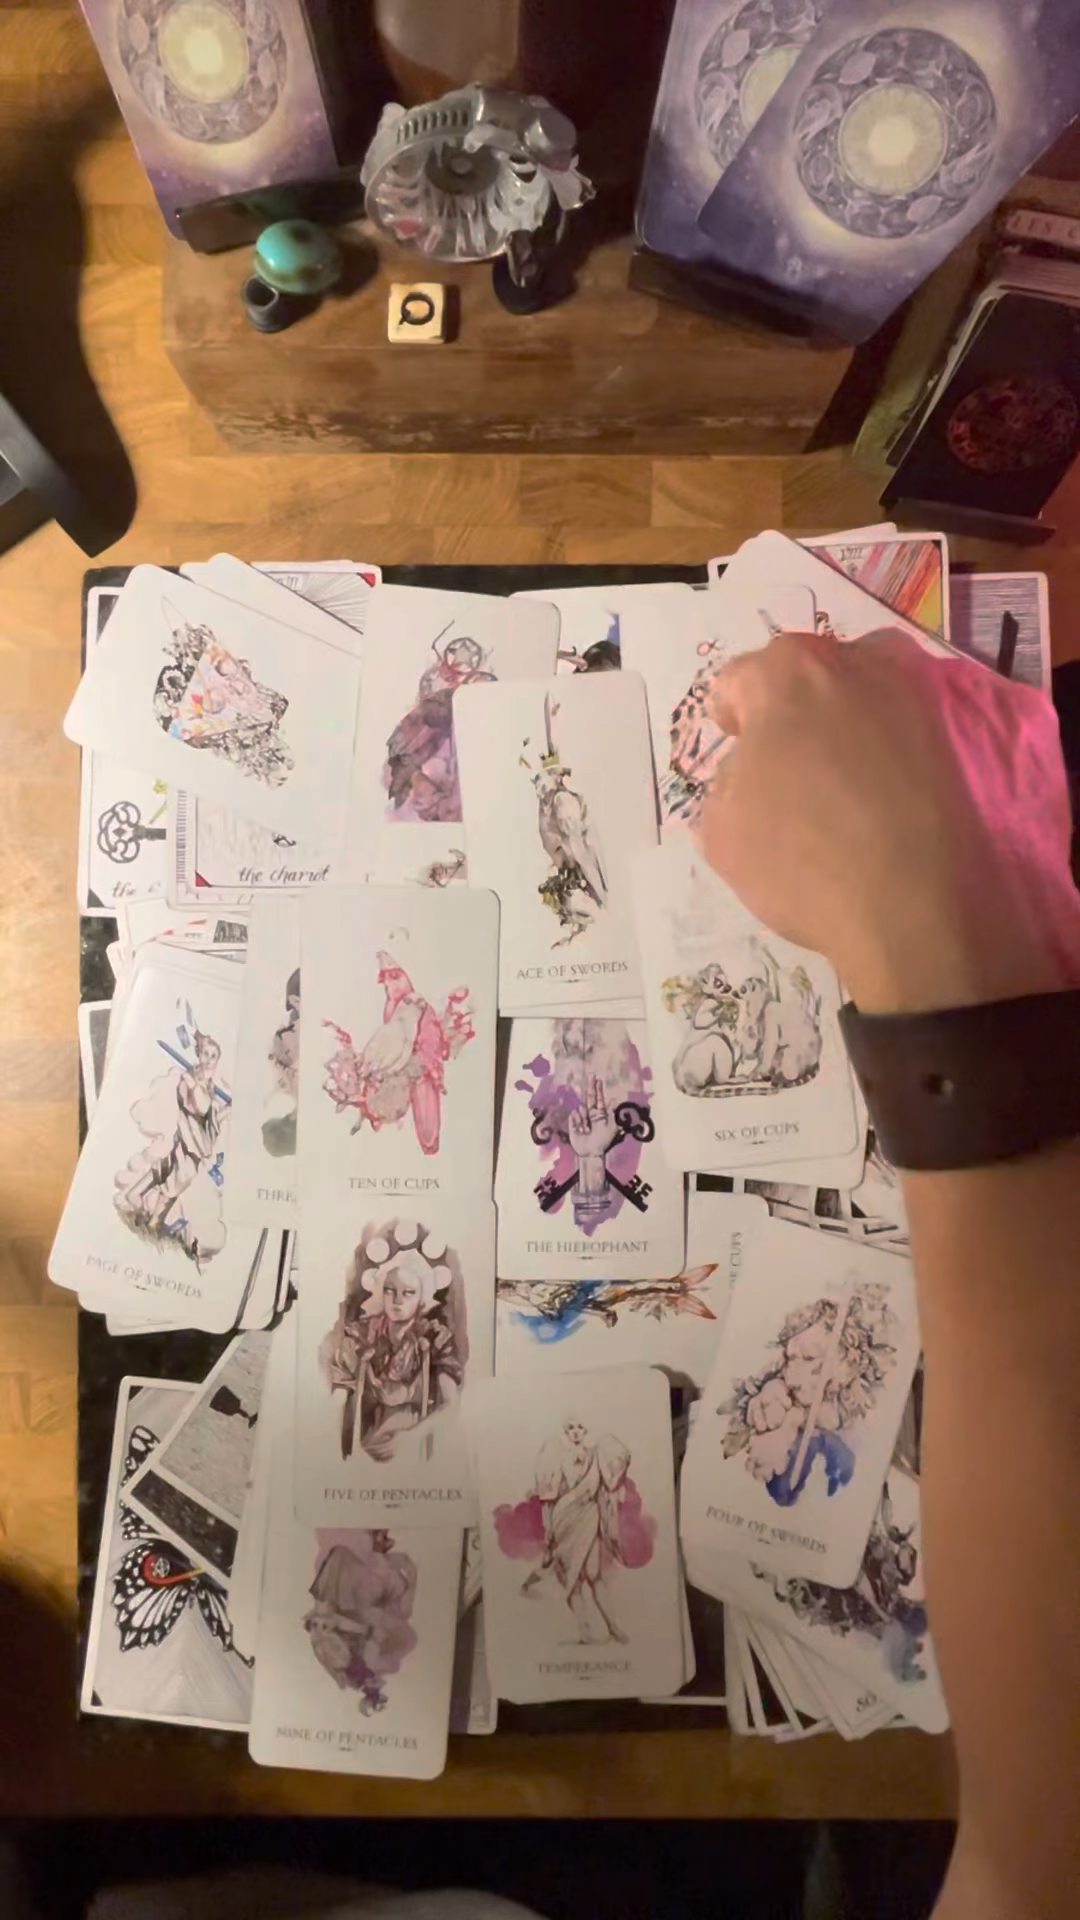 VIII
the chariot
ACE OF SWORDS
SIX OF CUPS
TEN OF CUPS
THE HIEROPHANT
PAGE OF SWORDS
FIVE OF PENTACLES
FOUR OF SWORDS
TEMPERANCE
NINE OF PENTACLES